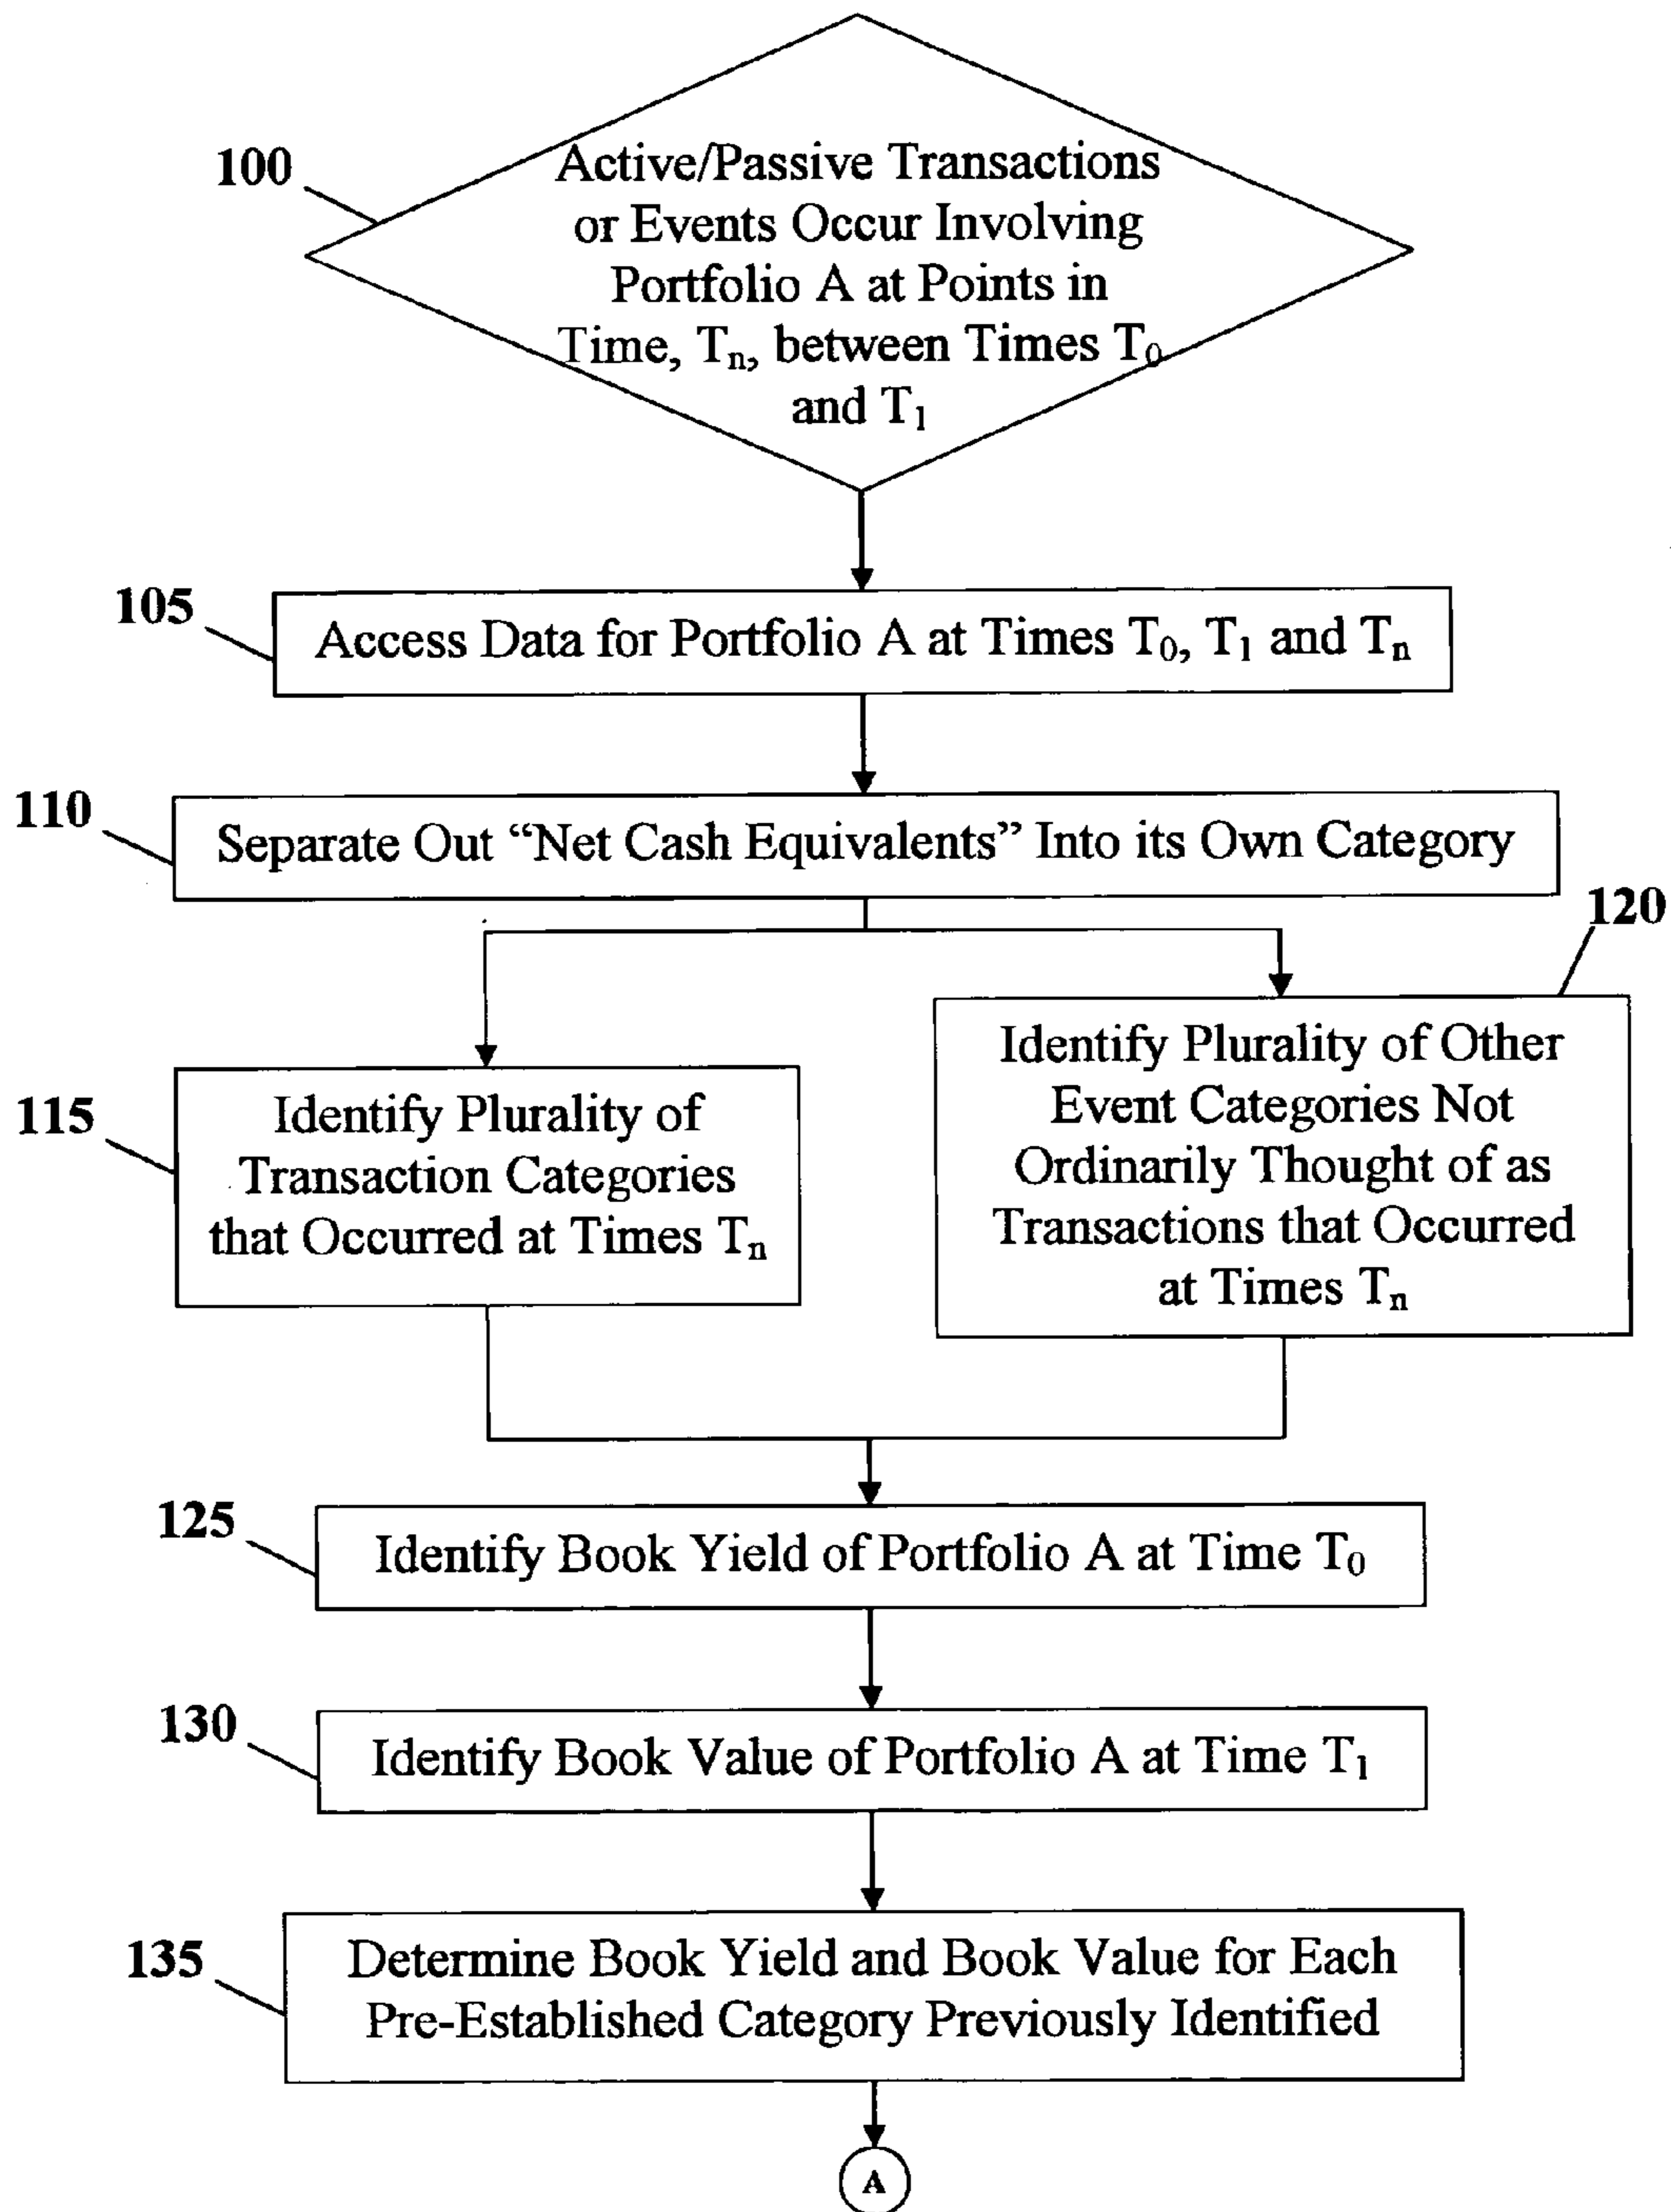 100
Active/Passive Transactions
or Events Occur Involving
Portfolio A at Points in
Time, Tn, between Times T0
and T1
105
Access Data for Portfolio A at Times T0, T1 and Tn
110
Separate Out “Net Cash Equivalents” Into its Own Category
120
115
Identify Plurality of
Transaction Categories
that Occurred at Times Tn
Identify Plurality of Other
Event Categories Not
Ordinarily Thought of as
Transactions that Occurred
at Times Tn
125
Identify Book Yield of Portfolio A at Time T0
130
Identify Book Value of Portfolio A at Time T1
135
Determine Book Yield and Book Value for Each
Pre-Established Category Previously Identified
A